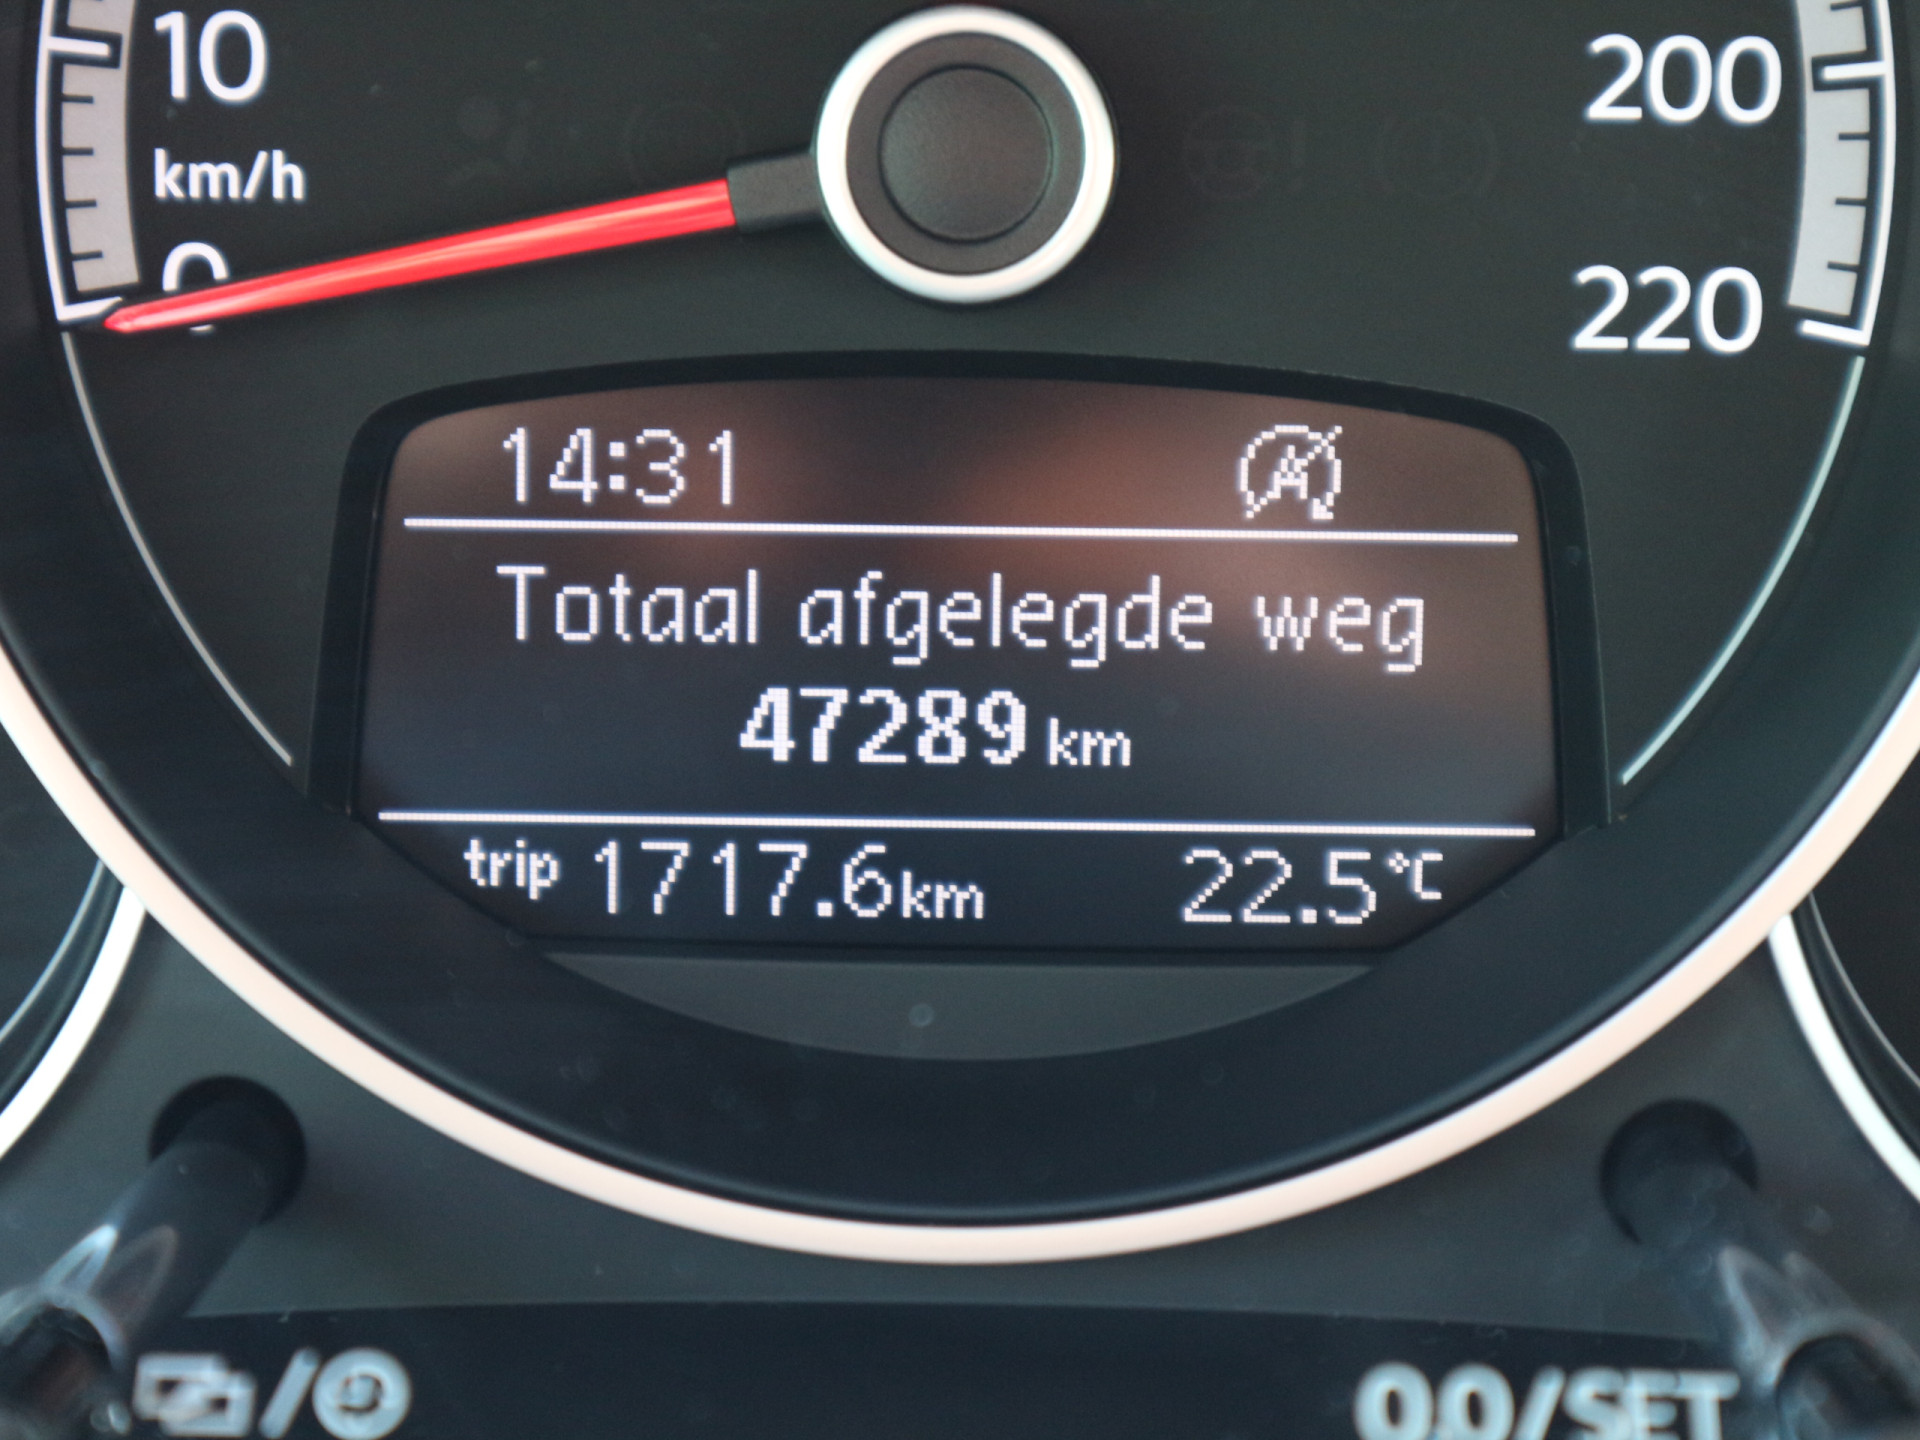 10
200
km/h
0
220
14:31
Totaal afgelegde weg
47289 km
trip 1717.6km 22.5°C
0.0/SET